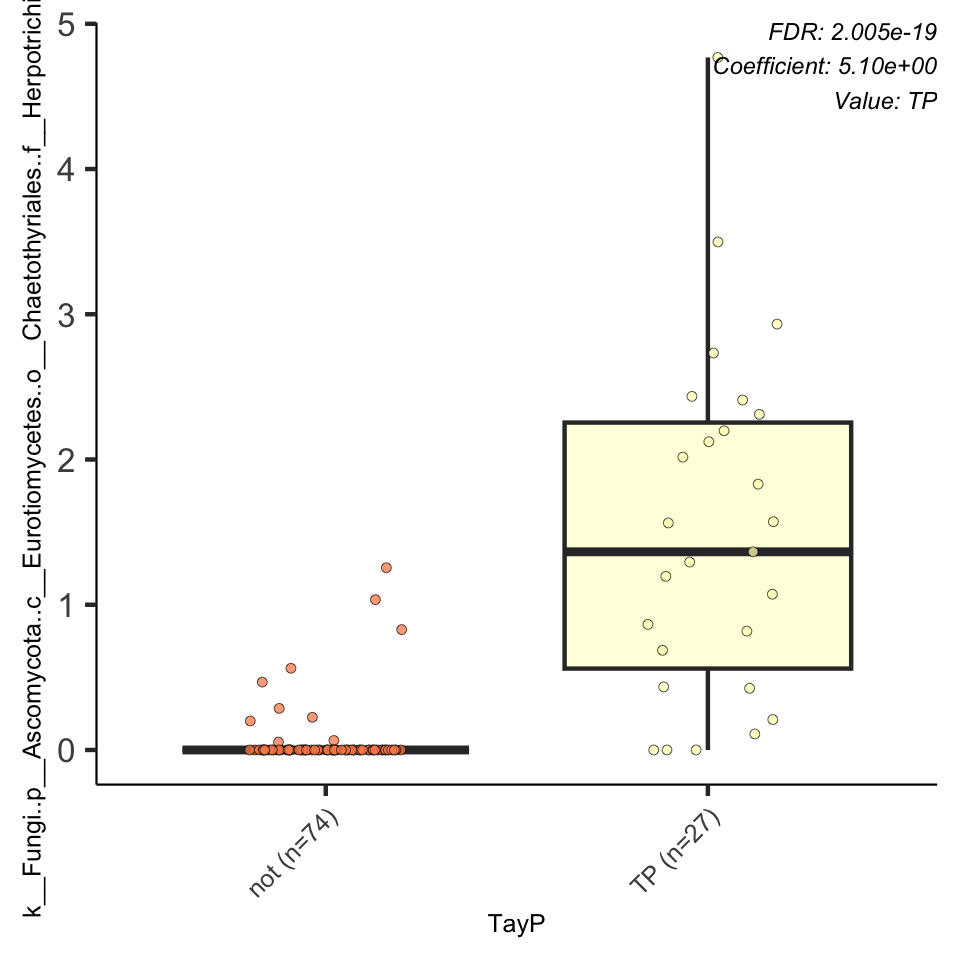 FDR: 2.005e-19
Coefficient: 5.10e+00
Value: TP
k__Fungi..p__Ascomycota..c__Eurotiomycetes..o__Chaetothyriales..f__Herpotrichi
5
4
3
2
1
0
not (n=74)
TP (n=27)
TayP